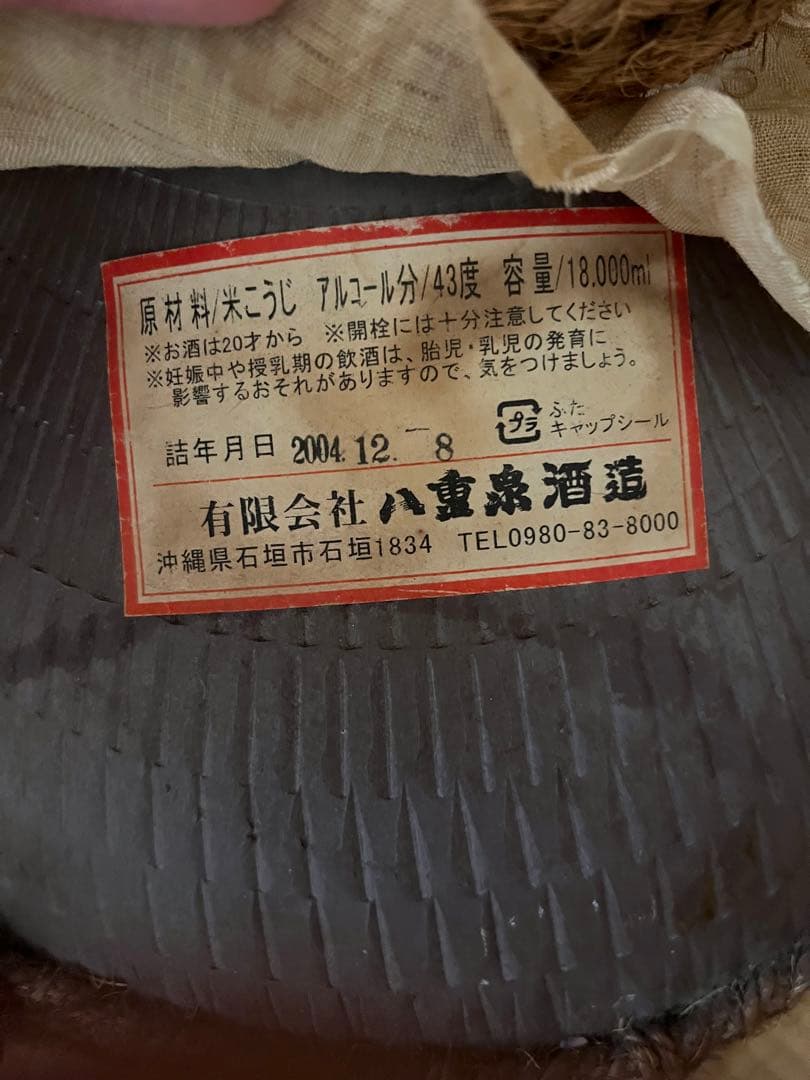 原材料/米こうじ アルコール分/43度 容量/18.000ml
※お酒は20才から ※開栓には十分注意してください
※妊娠中や授乳期の飲酒は、胎児・乳児の発育に
影響するおそれがありますので、気をつけましょう。
プラ ふた
キャップシール
詰年月日 2004.12.-8
有限会社 八重泉酒造
沖縄県石垣市石垣1834 TEL0980-83-8000